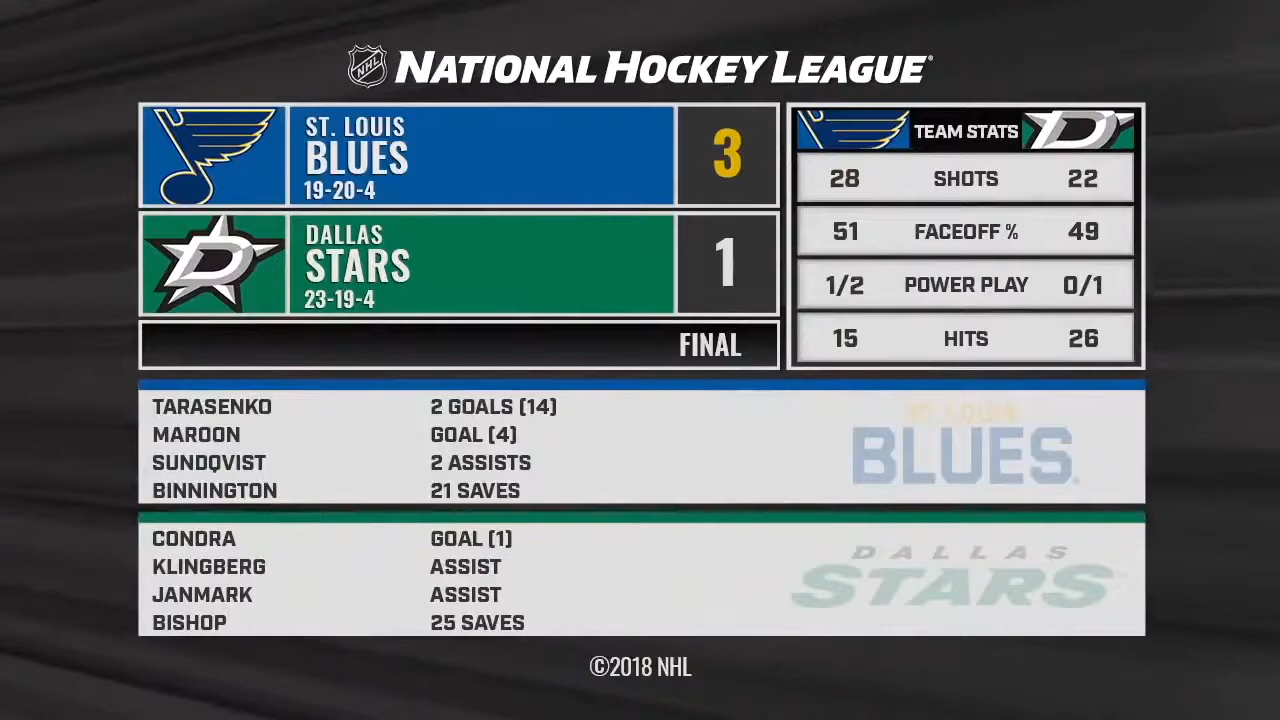 NHL NATIONAL HOCKEY LEAGUE
ST. LOUIS
BLUES
19-20-4
3
DALLAS
STARS
23-19-4
1
FINAL
TEAM STATS
28 SHOTS 22
51 FACEOFF % 49
1/2 POWER PLAY 0/1
15 HITS 26
TARASENKO 2 GOALS (14)
MAROON GOAL (4)
SUNDQVIST 2 ASSISTS
BINNINGTON 21 SAVES
ST. LOUIS
BLUES
CONDRA GOAL (1)
KLINGBERG ASSIST
JANMARK ASSIST
BISHOP 25 SAVES
DALLAS
STARS
©2018 NHL